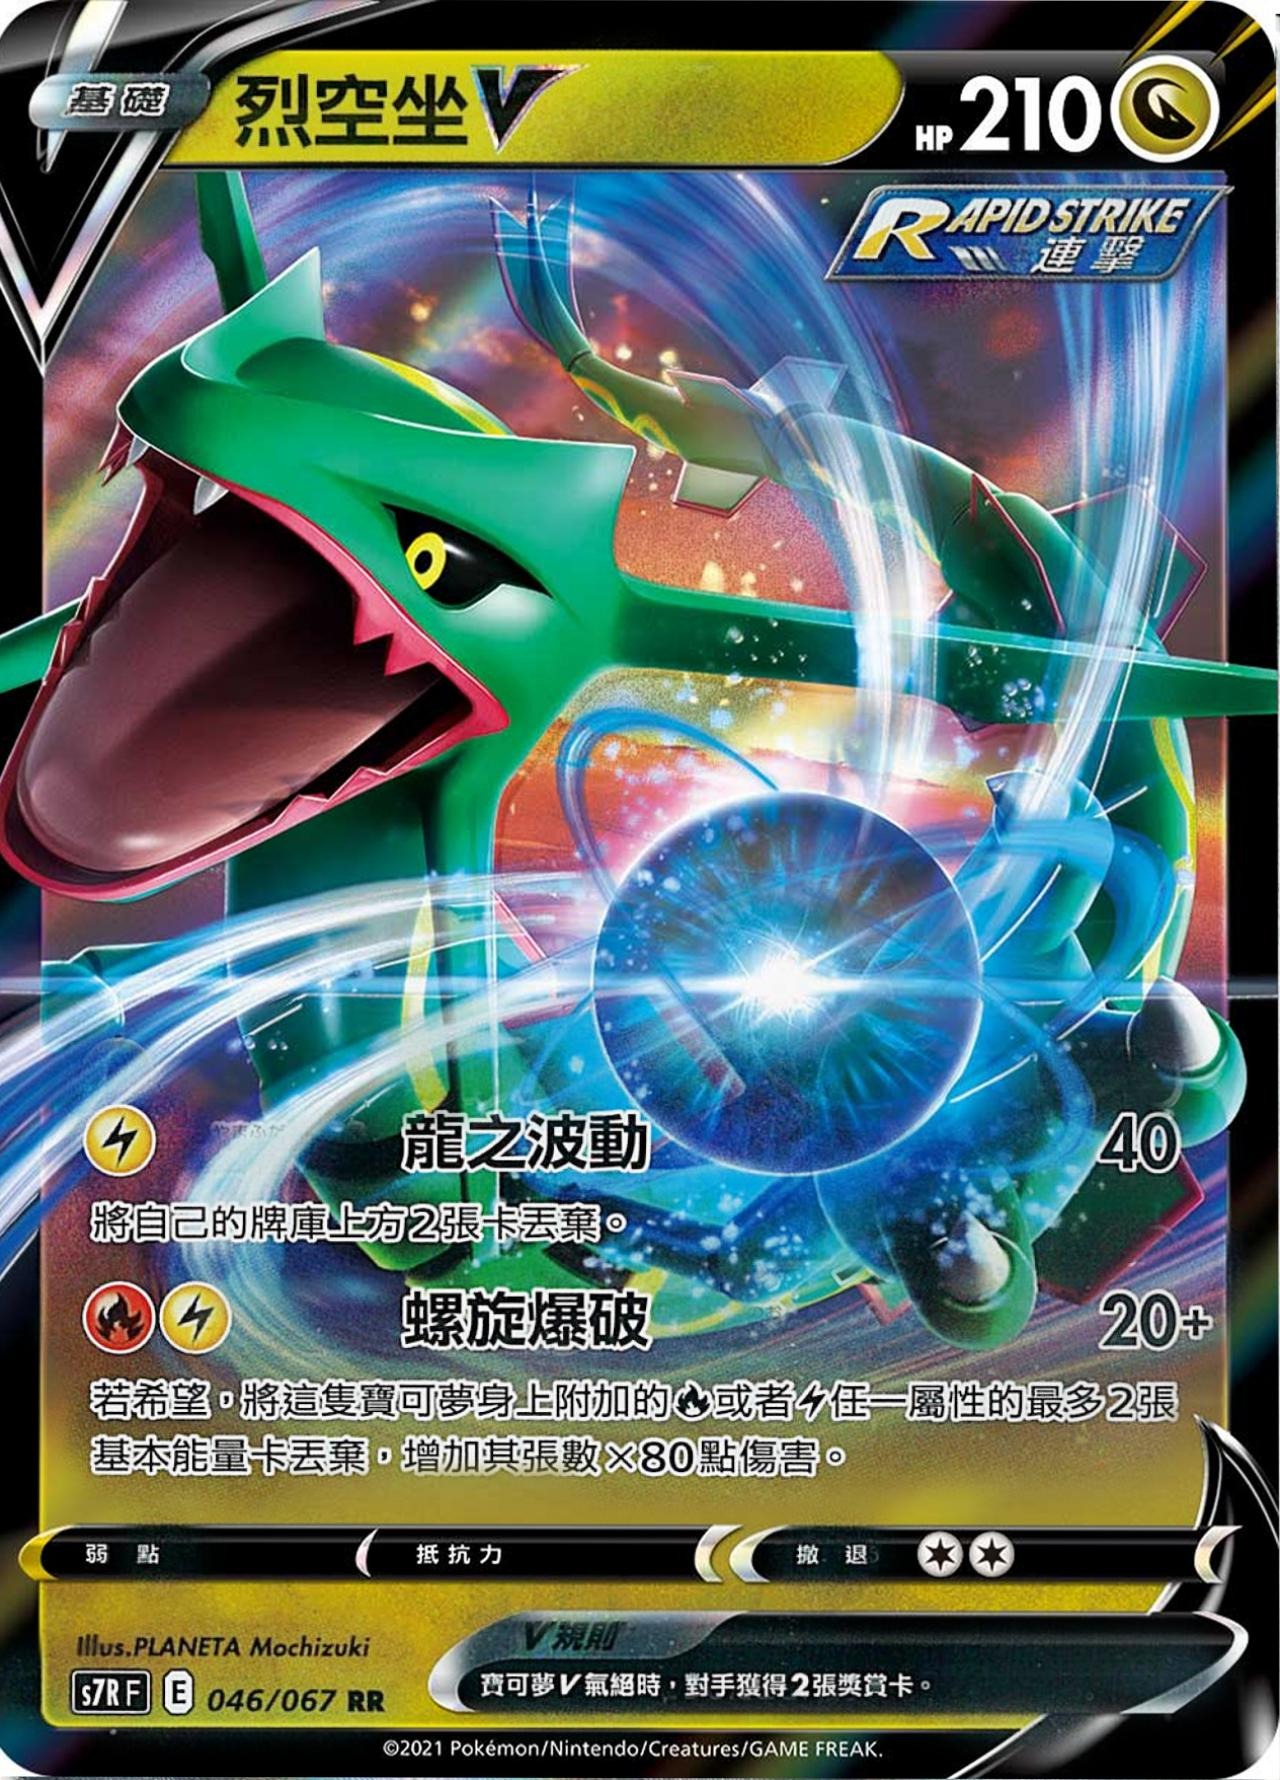 基礎 烈空坐V HP 210
RAPID STRIKE
連擊
龍之波動 40
將自己的牌庫上方2張卡丟棄。
螺旋爆破 20+
若希望，將這隻寶可夢身上附加的或者任一屬性的最多2張
基本能量卡丟棄，增加其張數×80點傷害。
弱點 抵抗力 撤退
Illus.PLANETA Mochizuki
V規則
寶可夢V氣絕時，對手獲得2張獎賞卡。
s7R F E 046/067 RR
©2021 Pokémon/Nintendo/Creatures/GAME FREAK.